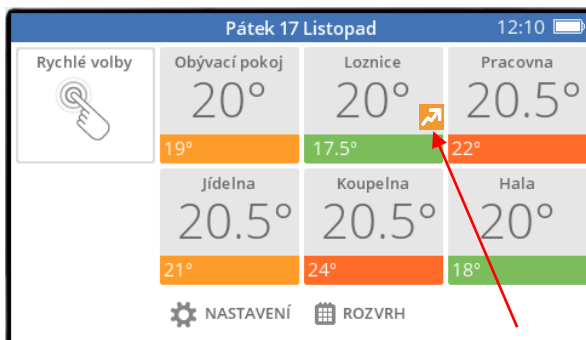 Pátek 17 Listopad 12:10
Rychlé volby
Obývací pokoj Loznice Pracovna
20° 20° 20.5°
19° 17.5° 22°
Jídelna Koupelna Hala
20.5° 20.5° 20°
21° 24° 18°
NASTAVENÍ ROZVRH